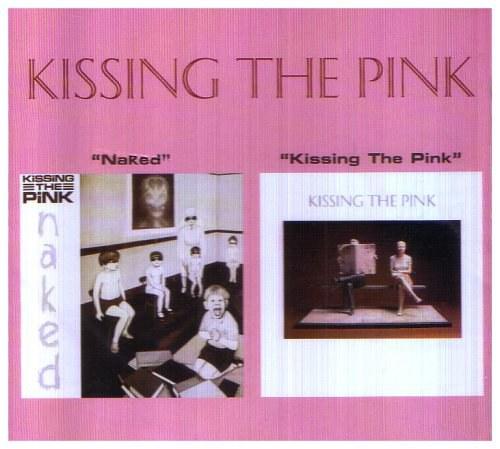 KISSING THE PINK
"Naked"
"Kissing The Pink"
KISSING
THE
PiNK
naked
KISSING THE PINK